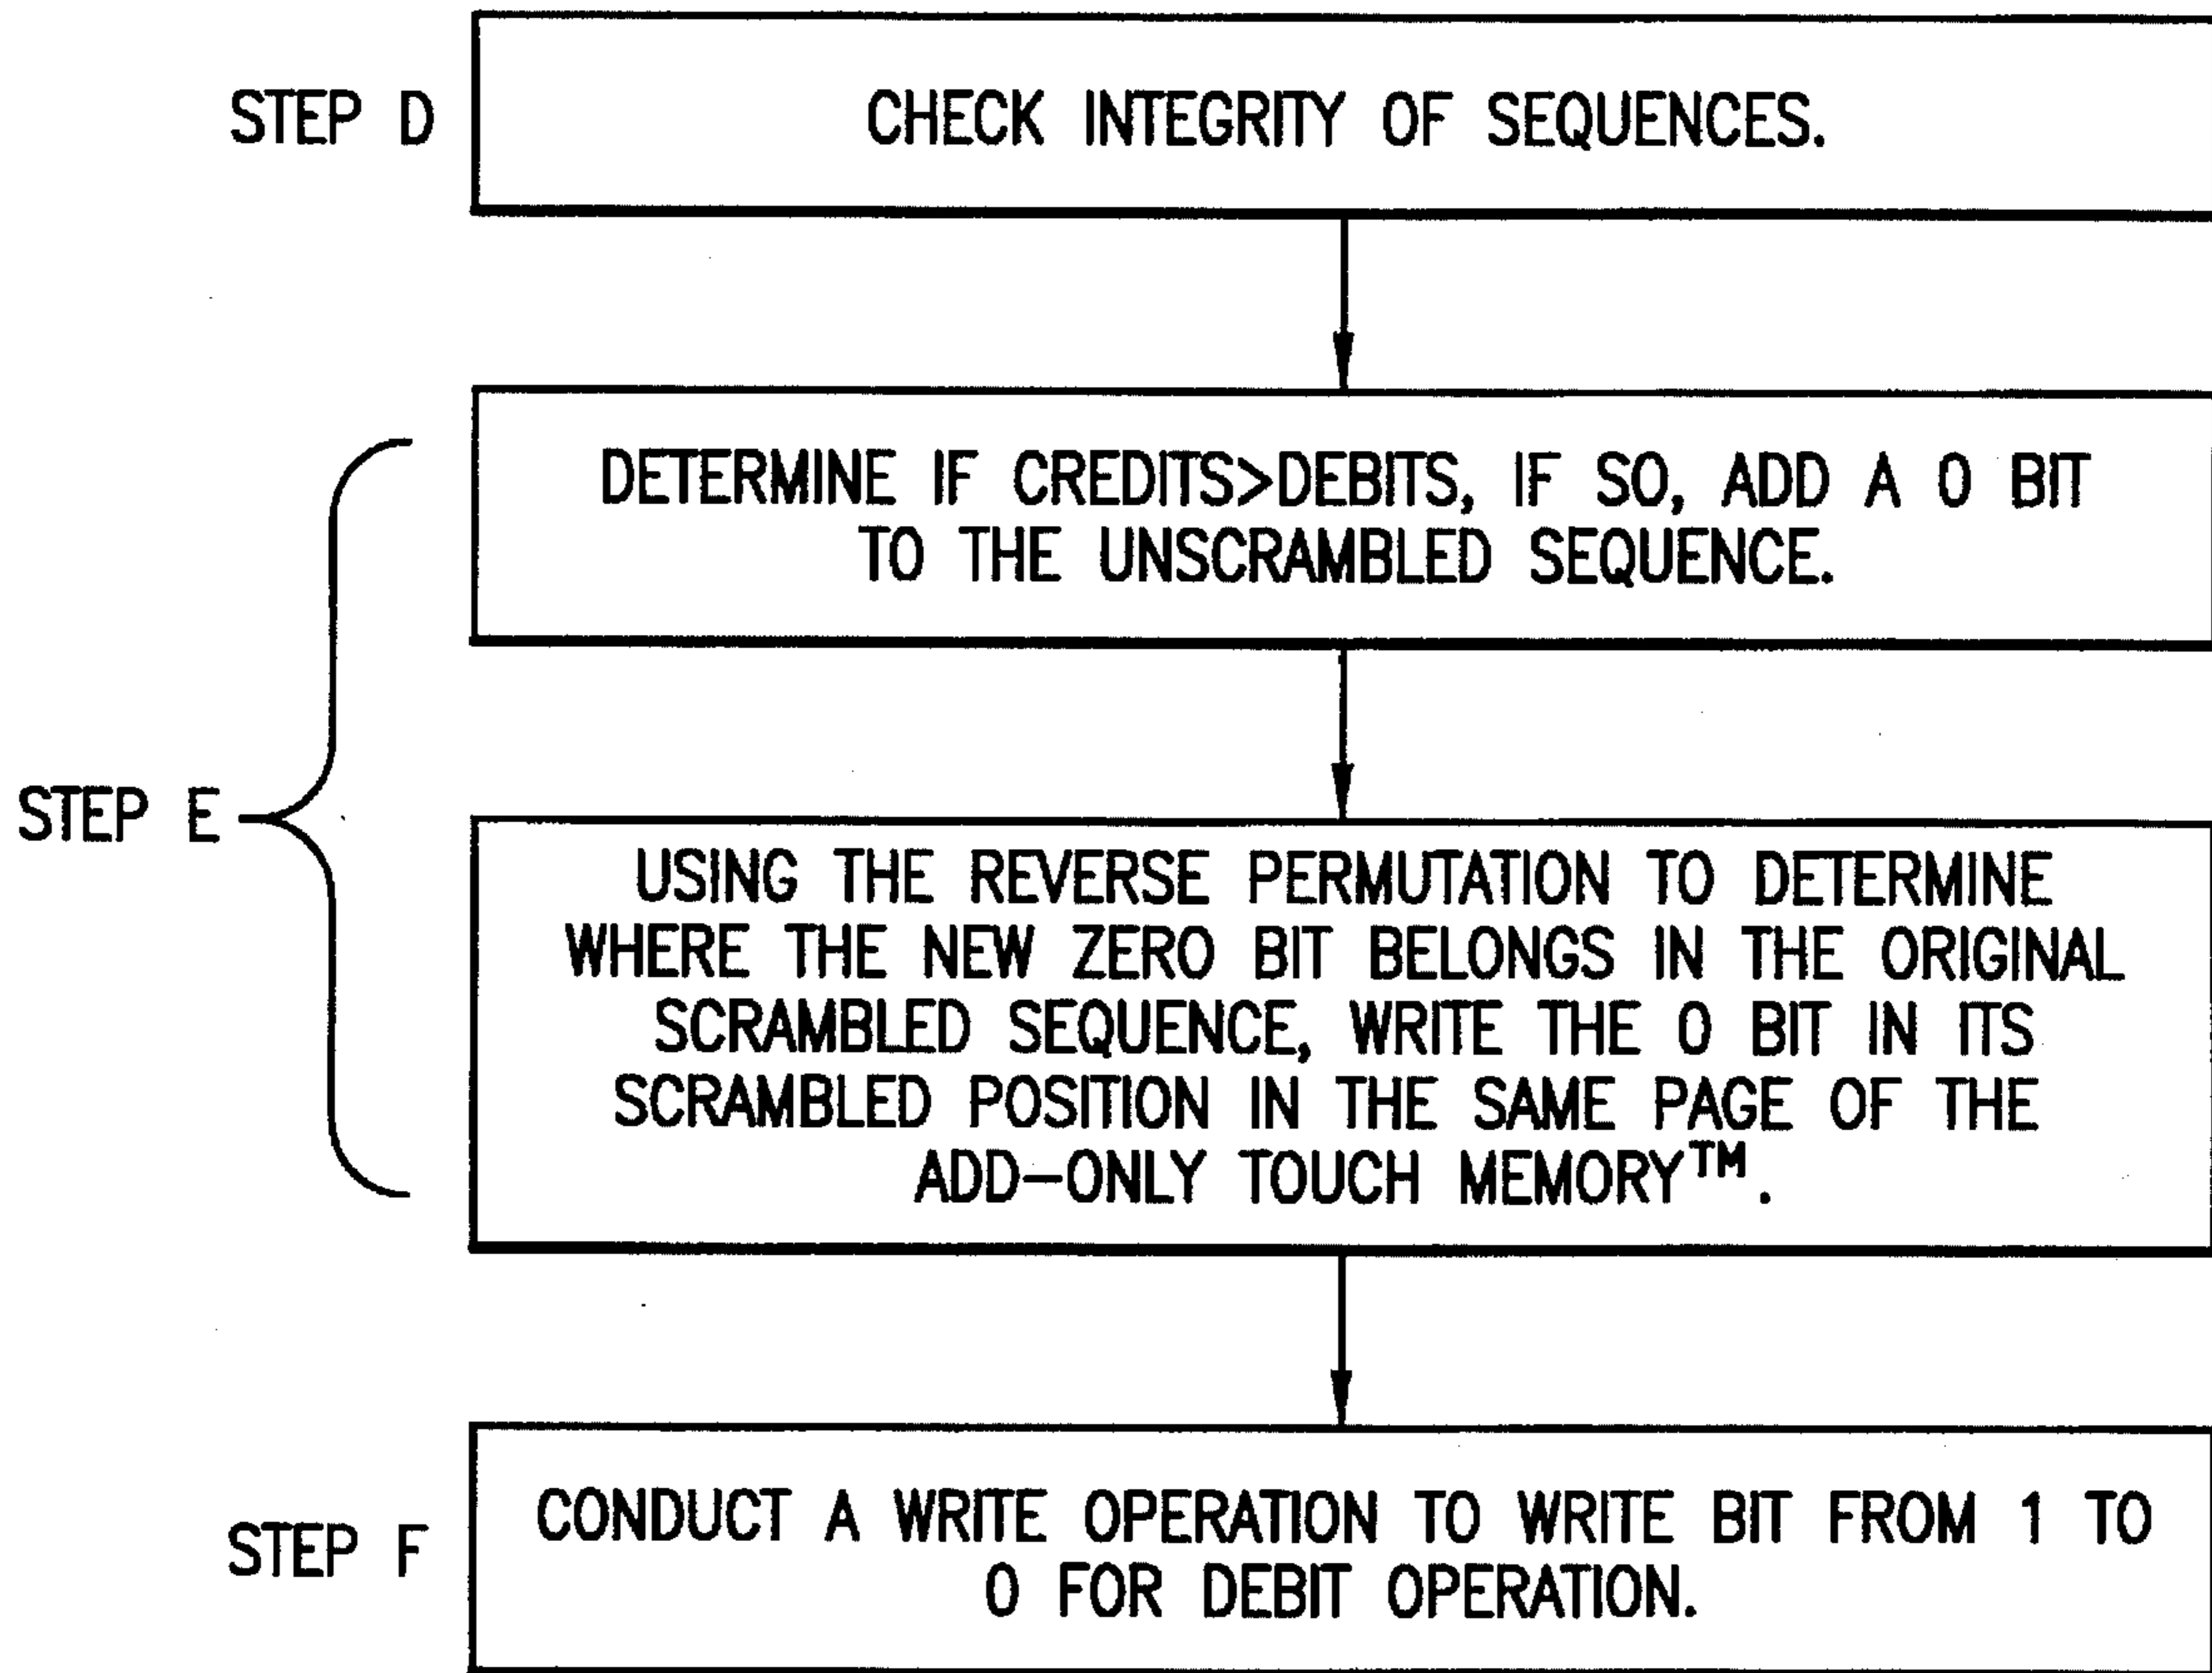 STEP D
CHECK INTEGRITY OF SEQUENCES.
DETERMINE IF CREDITS>DEBITS, IF SO, ADD A 0 BIT
TO THE UNSCRAMBLED SEQUENCE.
STEP E
USING THE REVERSE PERMUTATION TO DETERMINE
WHERE THE NEW ZERO BIT BELONGS IN THE ORIGINAL
SCRAMBLED SEQUENCE, WRITE THE 0 BIT IN ITS
SCRAMBLED POSITION IN THE SAME PAGE OF THE
ADD-ONLY TOUCH MEMORY™.
STEP F
CONDUCT A WRITE OPERATION TO WRITE BIT FROM 1 TO
0 FOR DEBIT OPERATION.